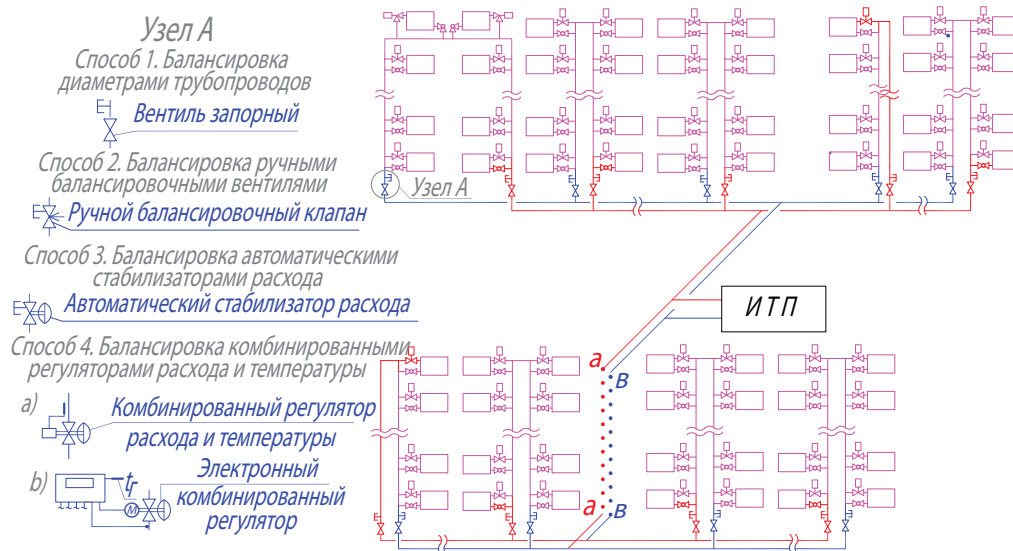 Узел А
Способ 1. Балансировка
диаметрами трубопроводов
Вентиль запорный
Способ 2. Балансировка ручными
балансировочными вентилями
Ручной балансировочный клапан
Способ 3. Балансировка автоматическими
стабилизаторами расхода
Автоматический стабилизатор расхода
Способ 4. Балансировка комбинированными
регуляторами расхода и температуры
а)
Комбинированный регулятор
расхода и температуры
b)
tг
М
Электронный
комбинированный
регулятор
Узел А
ИТП
а
в
а
в